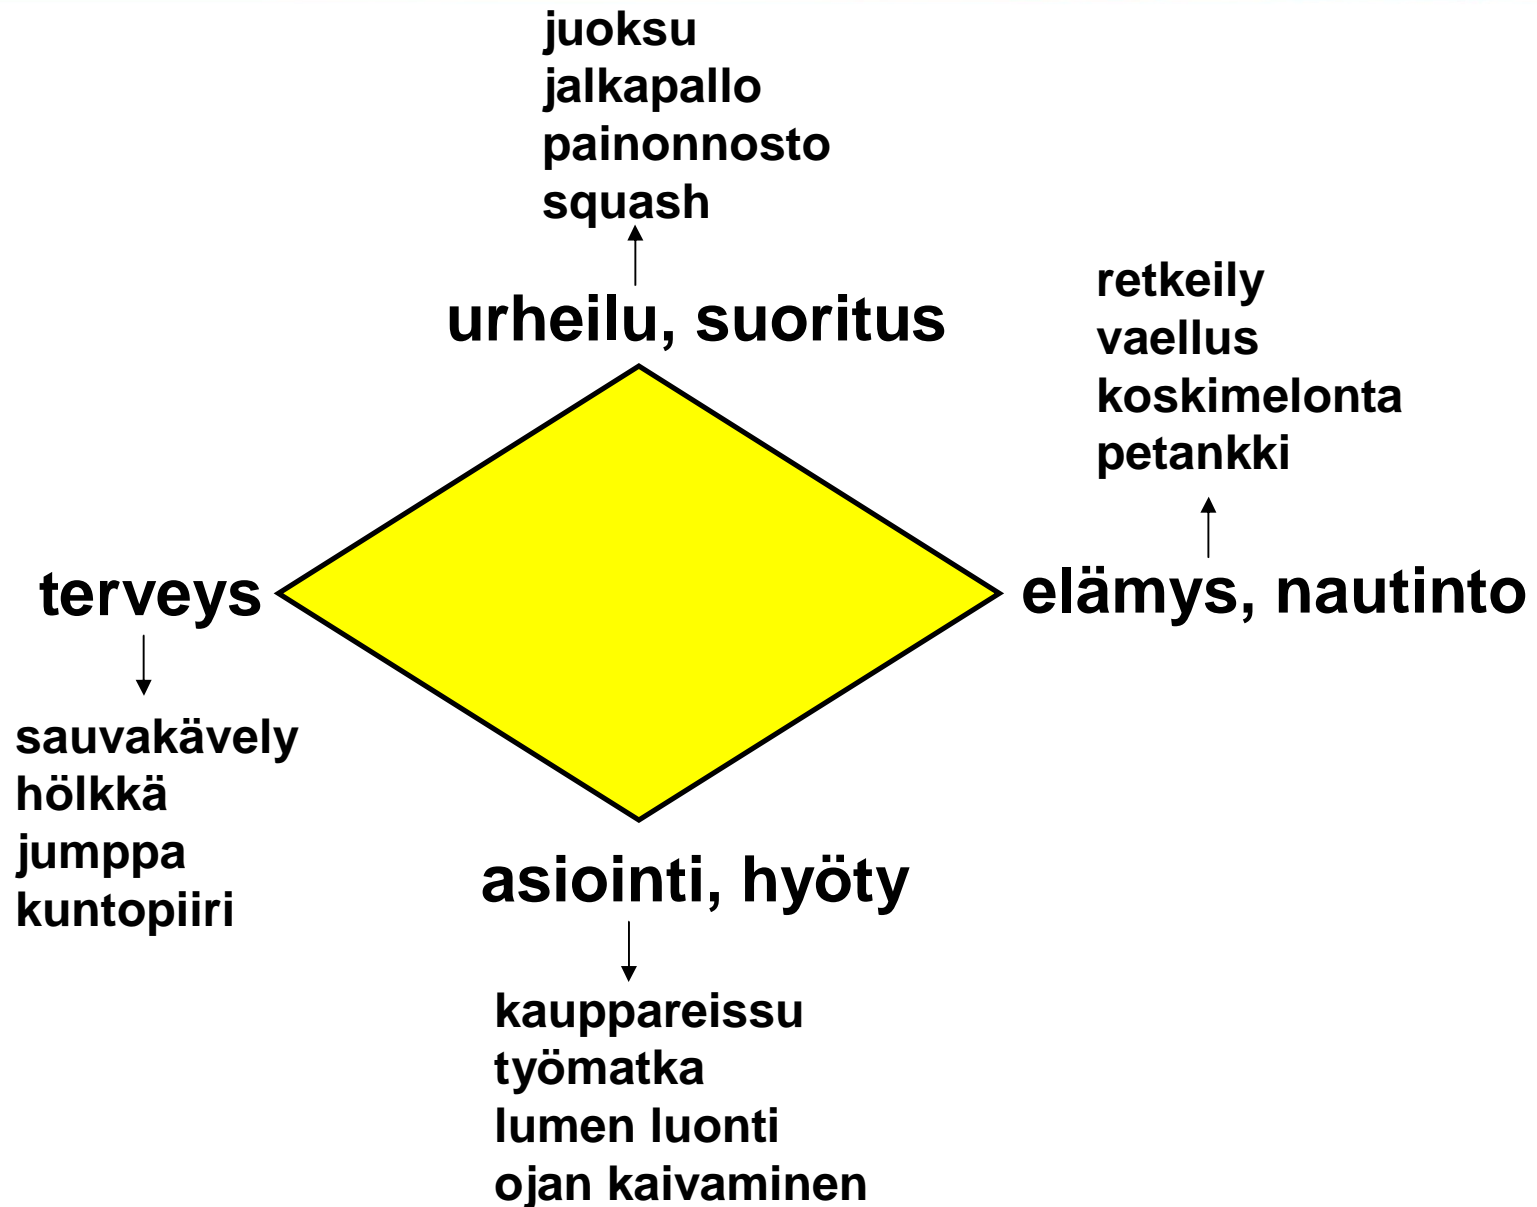 juoksu
jalkapallo
painonnosto
squash
urheilu, suoritus
retkeily
vaellus
koskimelonta
petankki
terveys
elämys, nautinto
sauvakävely
hölkkä
jumppa
kuntopiiri
asiointi, hyöty
kauppareissu
työmatka
lumen luonti
ojan kaivaminen